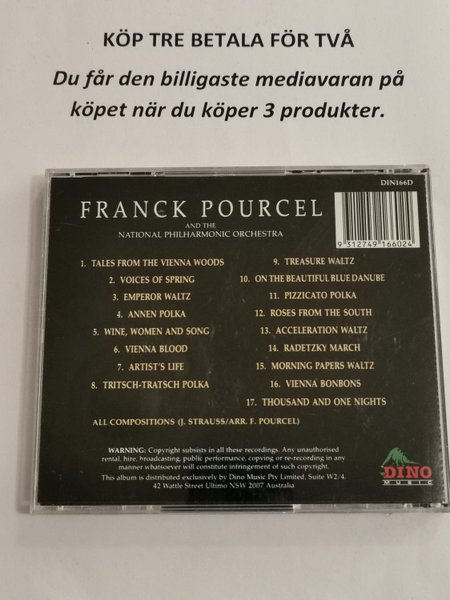 KÖP TRE BETALA FÖR TVÅ
Du får den billigaste mediavaran på
köpet när du köper 3 produkter.
DIN166D
FRANCK POURCEL
AND THE
NATIONAL PHILHARMONIC ORCHESTRA
9 312749 166024
1. TALES FROM THE VIENNA WOODS
2. VOICES OF SPRING
3. EMPEROR WALTZ
4. ANNEN POLKA
5. WINE, WOMEN AND SONG
6. VIENNA BLOOD
7. ARTIST'S LIFE
8. TRITSCH-TRATSCH POLKA
9. TREASURE WALTZ
10. ON THE BEAUTIFUL BLUE DANUBE
11. PIZZICATO POLKA
12. ROSES FROM THE SOUTH
13. ACCELERATION WALTZ
14. RADETZKY MARCH
15. MORNING PAPERS WALTZ
16. VIENNA BONBONS
17. THOUSAND AND ONE NIGHTS
ALL COMPOSITIONS (J. STRAUSS/ARR. F. POURCEL)
WARNING: Copyright subsists in all these recordings. Any unauthorised
rental, hire, broadcasting, public performance, copying or re-recording in any
manner whatsoever will constitute infringement of such copyright.
This album is distributed exclusively by Dino Music Pty Limited, Suite W2/4.
42 Wattle Street Ultimo NSW 2007 Australia
DINO
MUSIC